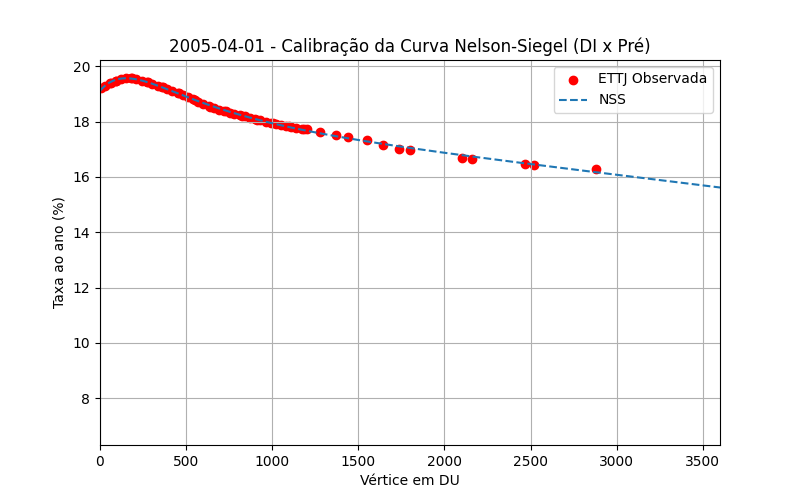 2005-04-01 - Calibração da Curva Nelson-Siegel (DI x Pré)
ETTJ Observada
NSS
Taxa ao ano (%)
20
18
16
14
12
10
8
0 500 1000 1500 2000 2500 3000 3500
Vértice em DU